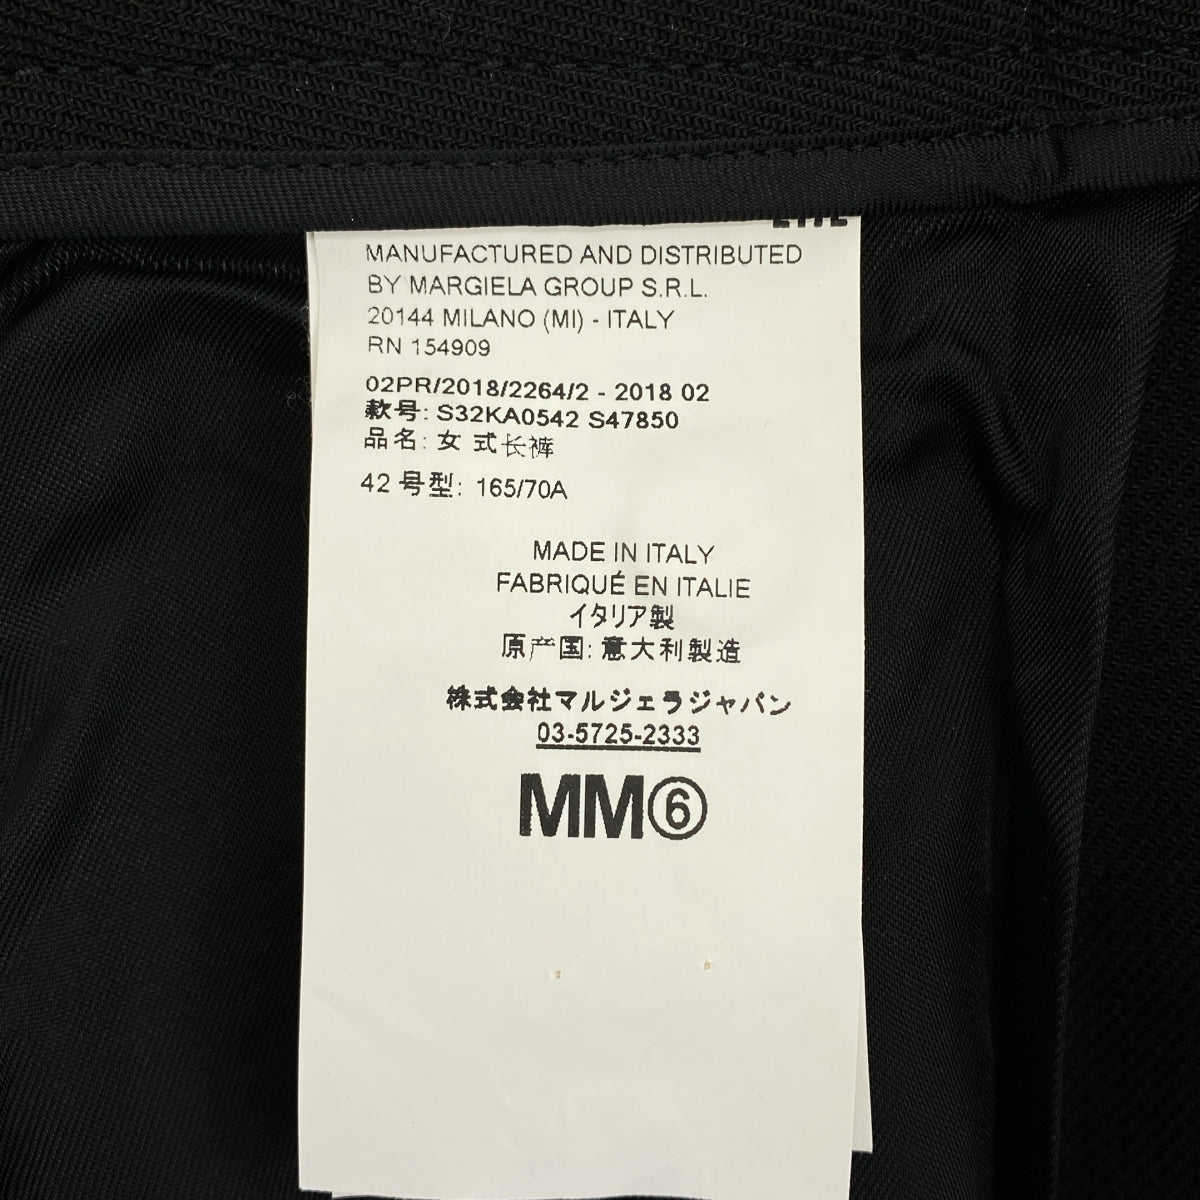 MANUFACTURED AND DISTRIBUTED
BY MARGIELA GROUP S.R.L.
20144 MILANO (MI) - ITALY
RN 154909
02PR/2018/2264/2 - 2018 02
款号: S32KA0542 S47850
品名: 女式长裤
42 号型: 165/70A
MADE IN ITALY
FABRIQUÉ EN ITALIE
イタリア製
原产国: 意大利製造
株式会社マルジェラジャパン
03-5725-2333
MM⑥